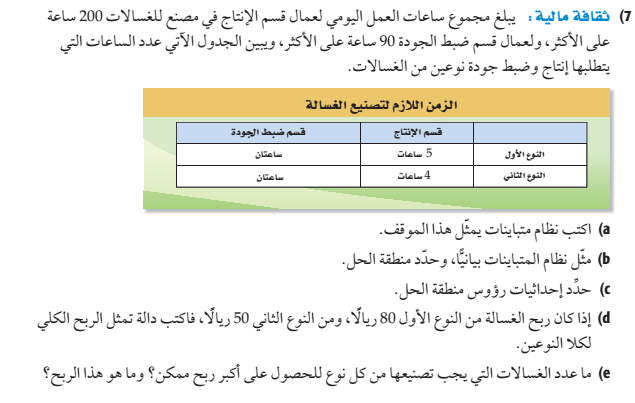 7) ثقافة مالية : يبلغ مجموع ساعات العمل اليومي لعمال قسم الإنتاج في مصنع للغسالات 200 ساعة
على الأكثر، ولعمال قسم ضبط الجودة 90 ساعة على الأكثر، ويبين الجدول الآتي عدد الساعات التي
يتطلبها إنتاج وضبط جودة نوعين من الغسالات.
الزمن اللازم لتصنيع الغسالة
قسم الإنتاج قسم ضبط الجودة
النوع الأول 5 ساعات ساعتان
النوع الثاني 4 ساعات ساعتان
a) اكتب نظام متباينات يمثّل هذا الموقف.
b) مثّل نظام المتباينات بيانيًّا، وحدّد منطقة الحل.
c) حدِّد إحداثيات رؤوس منطقة الحل.
d) إذا كان ربح الغسالة من النوع الأول 80 ريالًا، ومن النوع الثاني 50 ريالًا، فاكتب دالة تمثل الربح الكلي
لكلا النوعين.
e) ما عدد الغسالات التي يجب تصنيعها من كل نوع للحصول على أكبر ربح ممكن؟ وما هو هذا الربح؟